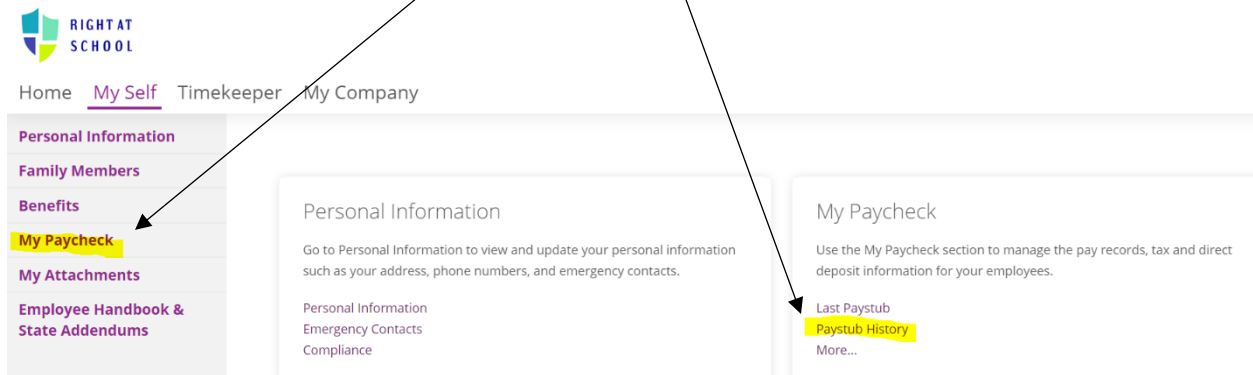 RIGHT AT
SCHOOL
Home My Self Timekeeper My Company
Personal Information
Family Members
Benefits
My Paycheck
My Attachments
Employee Handbook &
State Addendums
Personal Information
Go to Personal Information to view and update your personal information
such as your address, phone numbers, and emergency contacts.
Personal Information
Emergency Contacts
Compliance
My Paycheck
Use the My Paycheck section to manage the pay records, tax and direct
deposit information for your employees.
Last Paystub
Paystub History
More...